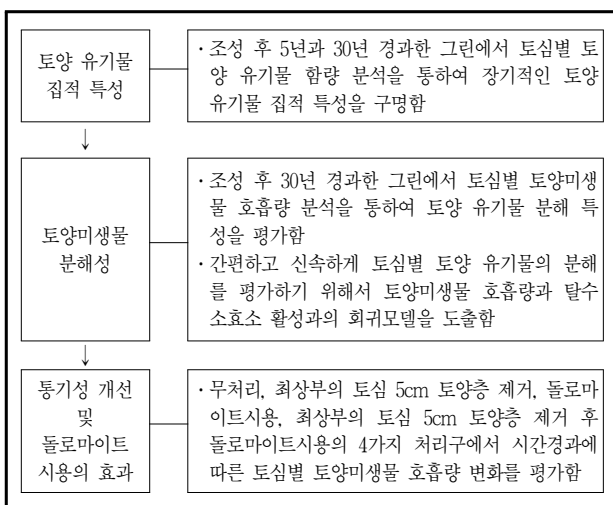 토양 유기물
집적 특성
· 조성 후 5년과 30년 경과한 그린에서 토심별 토
양 유기물 함량 분석을 통하여 장기적인 토양
유기물 집적 특성을 구명함
↓
토양미생물
분해성
· 조성 후 30년 경과한 그린에서 토심별 토양미생
물 호흡량 분석을 통하여 토양 유기물 분해 특
성을 평가함
· 간편하고 신속하게 토심별 토양 유기물의 분해
를 평가하기 위해서 토양미생물 호흡량과 탈수
소효소 활성과의 회귀모델을 도출함
↓
통기성 개선
및
돌로마이트
시용의 효과
· 무처리, 최상부의 토심 5cm 토양층 제거, 돌로마
이트시용, 최상부의 토심 5cm 토양층 제거 후
돌로마이트시용의 4가지 처리구에서 시간경과에
따른 토심별 토양미생물 호흡량 변화를 평가함